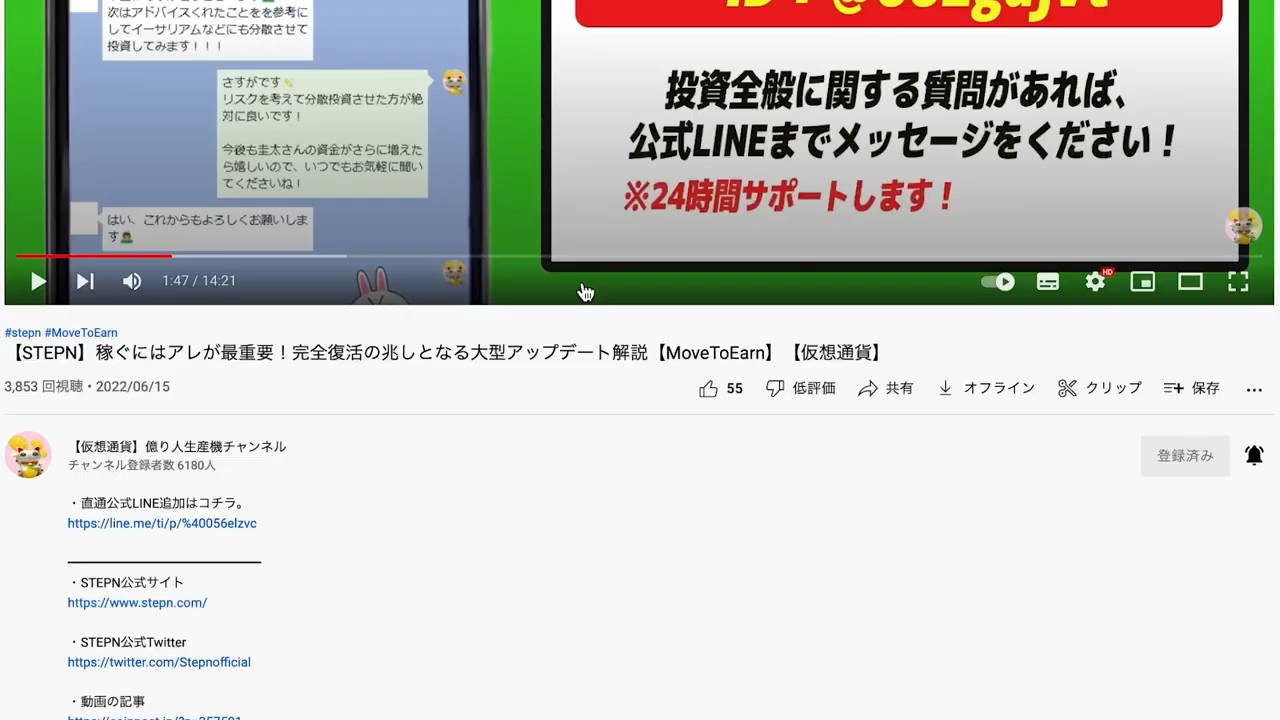 次はアドバイスくれたことをを参考に
してイーサリアムなどにも分散させて
投資してみます！！！
さすがです✨
リスクを考えて分散投資させた方が絶
対に良いです！
今後も圭太さんの資金がさらに増えた
ら嬉しいので、いつでもお気軽に聞い
てくださいね！
はい、これからもよろしくお願いしま
す🙇
投資全般に関する質問があれば、
公式LINEまでメッセージをください！
※24時間サポートします！
1:47 / 14:21
HD
#stepn #MoveToEarn
【STEPN】稼ぐにはアレが最重要！完全復活の兆しとなる大型アップデート解説【MoveToEarn】【仮想通貨】
3,853 回視聴・2022/06/15
55 低評価 共有 オフライン クリップ 保存
【仮想通貨】億り人生産機チャンネル
チャンネル登録者数 6180人
登録済み
・直通公式LINE追加はコチラ。
https://line.me/ti/p/%40056elzvc
・STEPN公式サイト
https://www.stepn.com/
・STEPN公式Twitter
https://twitter.com/Stepnofficial
・動画の記事